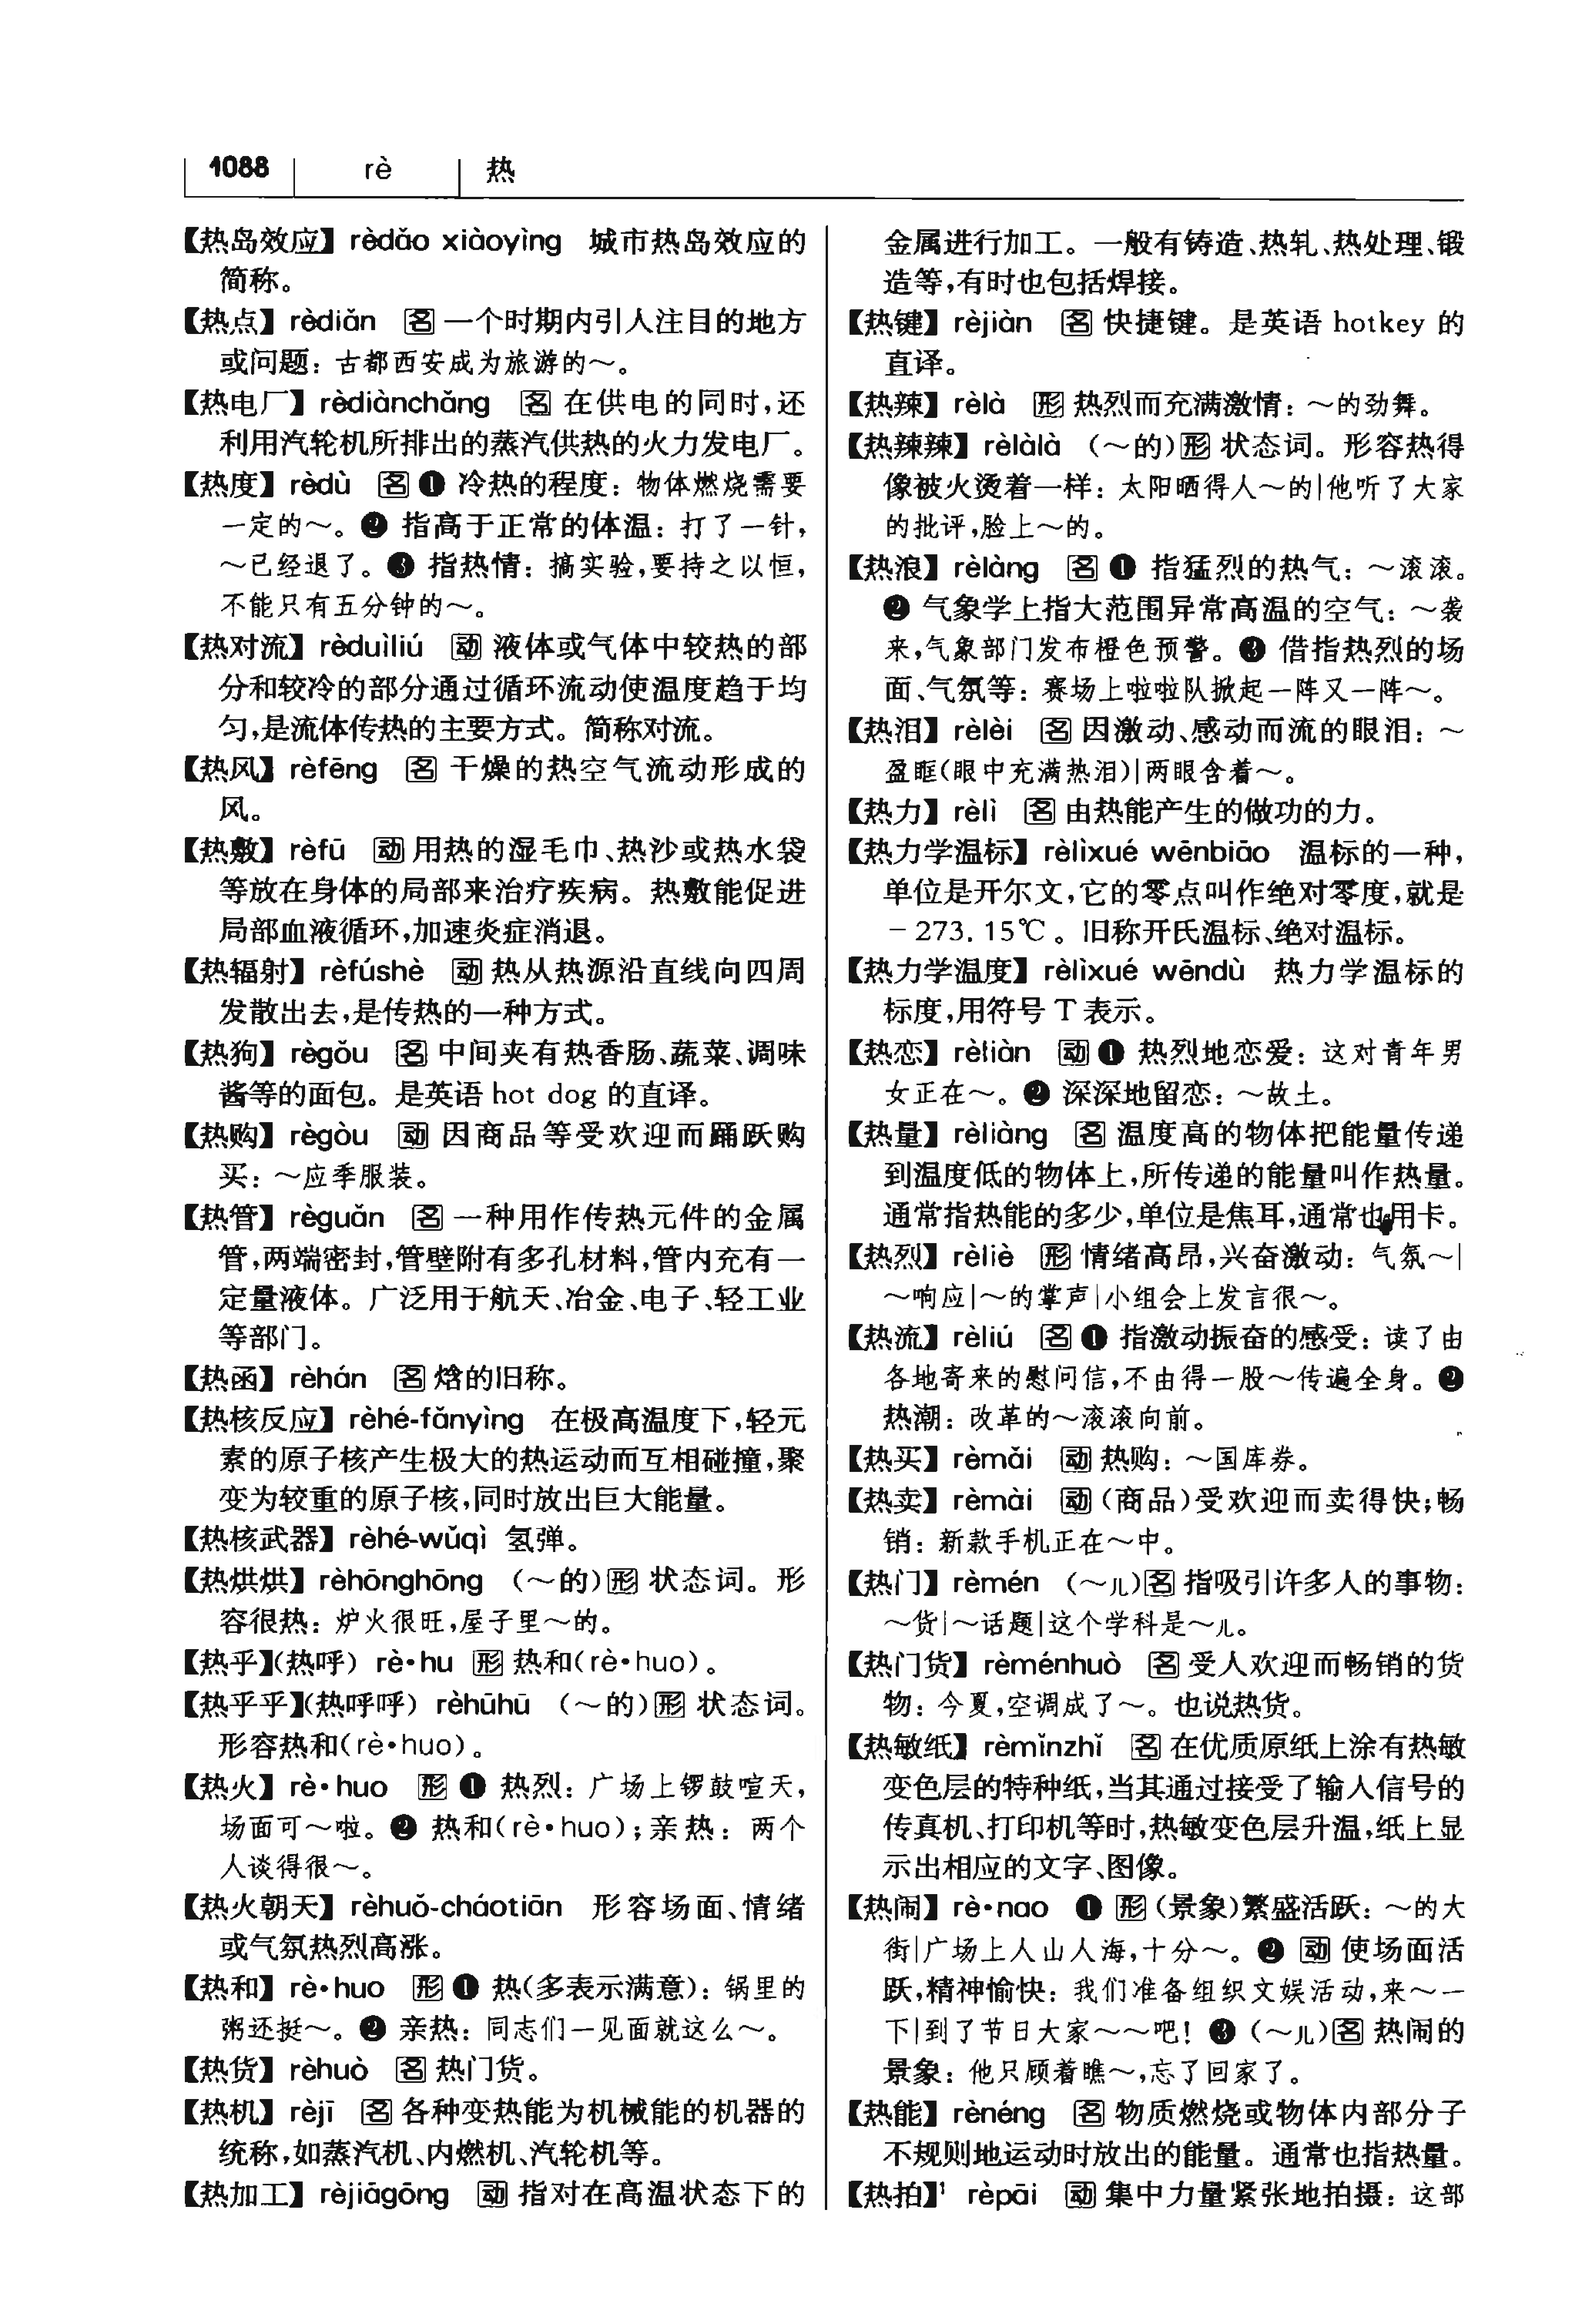 1088 rè 热
【热岛效应】 rèdǎo xiàoyìng 城市热岛效应的
简称。
【热点】 rèdiǎn 名 一个时期内引人注目的地方
或问题：古都西安成为旅游的～。
【热电厂】 rèdiànchǎng 名 在供电的同时，还
利用汽轮机所排出的蒸汽供热的火力发电厂。
【热度】 rèdù 名 ❶ 冷热的程度：物体燃烧需要
一定的～。❷ 指高于正常的体温：打了一针，
～已经退了。❸ 指热情：搞实验，要持之以恒，
不能只有五分钟的～。
【热对流】 rèduìliú 动 液体或气体中较热的部
分和较冷的部分通过循环流动使温度趋于均
匀，是流体传热的主要方式。简称对流。
【热风】 rèfēng 名 干燥的热空气流动形成的
风。
【热敷】 rèfū 动 用热的湿毛巾、热沙或热水袋
等放在身体的局部来治疗疾病。热敷能促进
局部血液循环，加速炎症消退。
【热辐射】 rèfúshè 动 热从热源沿直线向四周
发散出去，是传热的一种方式。
【热狗】 règǒu 名 中间夹有热香肠、蔬菜、调味
酱等的面包。是英语 hot dog 的直译。
【热购】 règòu 动 因商品等受欢迎而踊跃购
买：～应季服装。
【热管】 règuǎn 名 一种用作传热元件的金属
管，两端密封，管壁附有多孔材料，管内充有一
定量液体。广泛用于航天、冶金、电子、轻工业
等部门。
【热函】 rèhán 名 焓的旧称。
【热核反应】 rèhé-fǎnyìng 在极高温度下，轻元
素的原子核产生极大的热运动而互相碰撞，聚
变为较重的原子核，同时放出巨大能量。
【热核武器】 rèhé-wǔqì 氢弹。
【热烘烘】 rèhōnghōng （～的）形 状态词。形
容很热：炉火很旺，屋子里～的。
【热乎】（热呼） rè·hu 形 热和（rè·huo）。
【热乎乎】（热呼呼） rèhūhū （～的）形 状态词。
形容热和（rè·huo）。
【热火】 rè·huo 形 ❶ 热烈：广场上锣鼓喧天，
场面可～啦。❷ 热和（rè·huo）；亲热：两个
人谈得很～。
【热火朝天】 rèhuǒ-cháotiān 形容场面、情绪
或气氛热烈高涨。
【热和】 rè·huo 形 ❶ 热（多表示满意）：锅里的
粥还挺～。❷ 亲热：同志们一见面就这么～。
【热货】 rèhuò 名 热门货。
【热机】 rèjī 名 各种变热能为机械能的机器的
统称，如蒸汽机、内燃机、汽轮机等。
【热加工】 rèjiāgōng 动 指对在高温状态下的
金属进行加工。一般有铸造、热轧、热处理、锻
造等，有时也包括焊接。
【热键】 rèjiàn 名 快捷键。是英语 hotkey 的
直译。
【热辣】 rèlà 形 热烈而充满激情：～的劲舞。
【热辣辣】 rèlàlà （～的）形 状态词。形容热得
像被火烫着一样：太阳晒得人～的|他听了大家
的批评，脸上～的。
【热浪】 rèlàng 名 ❶ 指猛烈的热气：～滚滚。
❷ 气象学上指大范围异常高温的空气：～袭
来，气象部门发布橙色预警。❸ 借指热烈的场
面、气氛等：赛场上啦啦队掀起一阵又一阵～。
【热泪】 rèlèi 名 因激动、感动而流的眼泪：～
盈眶（眼中充满热泪）|两眼含着～。
【热力】 rèlì 名 由热能产生的做功的力。
【热力学温标】 rèlìxué wēnbiāo 温标的一种，
单位是开尔文，它的零点叫作绝对零度，就是
－273.15℃。旧称开氏温标、绝对温标。
【热力学温度】 rèlìxué wēndù 热力学温标的
标度，用符号 T 表示。
【热恋】 rèliàn 动 ❶ 热烈地恋爱：这对青年男
女正在～。❷ 深深地留恋：～故土。
【热量】 rèliàng 名 温度高的物体把能量传递
到温度低的物体上，所传递的能量叫作热量。
通常指热能的多少，单位是焦耳，通常也用卡。
【热烈】 rèliè 形 情绪高昂，兴奋激动：气氛～|
～响应|～的掌声|小组会上发言很～。
【热流】 rèliú 名 ❶ 指激动振奋的感受：读了由
各地寄来的慰问信，不由得一股～传遍全身。❷
热潮：改革的～滚滚向前。
【热买】 rèmǎi 动 热购：～国库券。
【热卖】 rèmài 动 （商品）受欢迎而卖得快；畅
销：新款手机正在～中。
【热门】 rèmén （～儿）名 指吸引许多人的事物：
～货|～话题|这个学科是～儿。
【热门货】 rèménhuò 名 受人欢迎而畅销的货
物：今夏，空调成了～。也说热货。
【热敏纸】 rèmǐnzhǐ 名 在优质原纸上涂有热敏
变色层的特种纸，当其通过接受了输入信号的
传真机、打印机等时，热敏变色层升温，纸上显
示出相应的文字、图像。
【热闹】 rè·nao ❶ 形 （景象）繁盛活跃：～的大
街|广场上人山人海，十分～。❷ 动 使场面活
跃，精神愉快：我们准备组织文娱活动，来～一
下|到了节日大家～～吧！❸ （～儿）名 热闹的
景象：他只顾着瞧～，忘了回家了。
【热能】 rènéng 名 物质燃烧或物体内部分子
不规则地运动时放出的能量。通常也指热量。
【热拍】¹ rèpāi 动 集中力量紧张地拍摄：这部